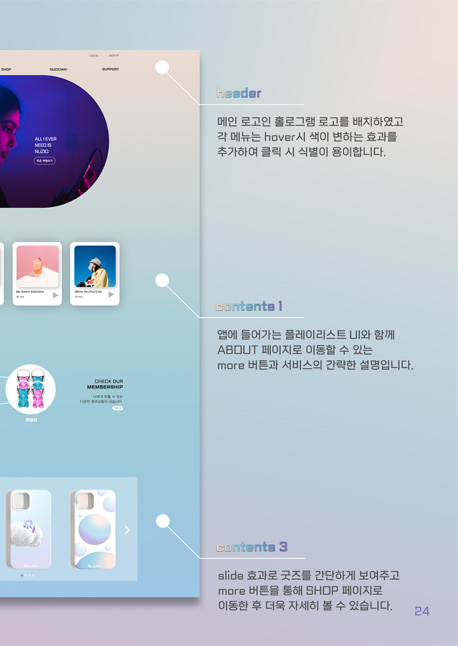 LOG IN SIGN IN
SHOP NUZICIAN SUPPORT
header
메인 로고인 홀로그램 로고를 배치하였고
각 메뉴는 hover시 색이 변하는 효과를
추가하여 클릭 시 식별이 용이합니다.
ALL I EVER
NEED IS
NUZIC
My Sweet Valentine
When You Feel Like
contents 1
앱에 들어가는 플레이리스트 UI와 함께
ABOUT 페이지로 이동할 수 있는
more 버튼과 서비스의 간략한 설명입니다.
CHECK OUR
MEMBERSHIP
contents 3
slide 효과로 굿즈를 간단하게 보여주고
more 버튼을 통해 SHOP 페이지로
이동한 후 더욱 자세히 볼 수 있습니다.
24